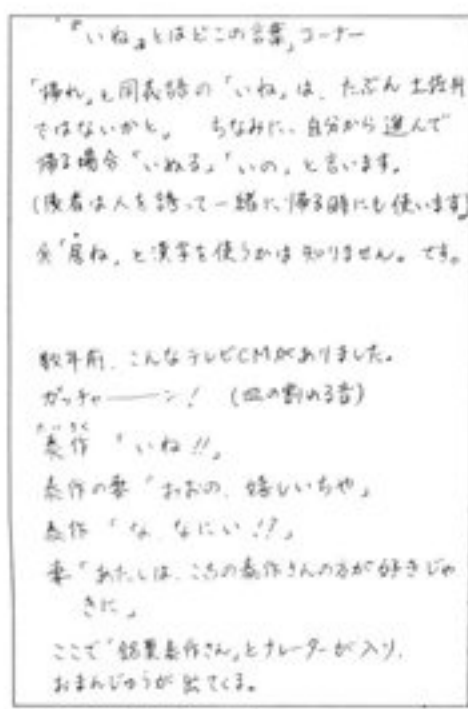 「『いね』とはどこの言葉」コーナー
「帰れ」と同義語の「いね」は、たぶん土佐弁
ではないかと。 ちなみに、自分から選んで
帰る場合「いぬる」「いの」と言います。
(後者は人を誘って一緒に帰る時にも使います)
「居ね」と漢字を使うかは知りません。です。
数年前、こんなテレビCMがありました。
ガッチャーーン! (皿の割れる音)
作 「いね!!」
作の妻「おおの、嬉しいちや」
作 「な、なにい!?」
妻「あたしは、こちの作さんの方が好きじゃ
きに」
ここで「銘菓作さん」とナレーターが入り、
おまんじゅうが出てくる。